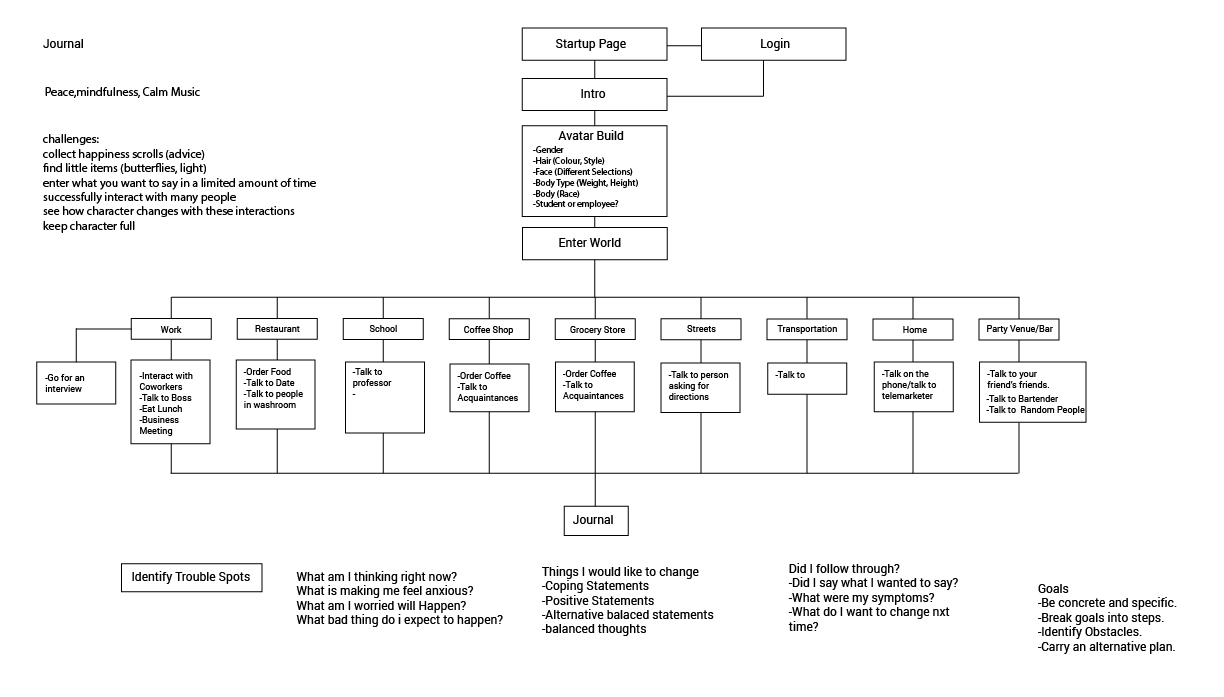 Journal
Startup Page
Login
Peace,mindfulness, Calm Music
Intro
challenges:
collect happiness scrolls (advice)
find little items (butterflies, light)
enter what you want to say in a limited amount of time
successfully interact with many people
see how character changes with these interactions
keep character full
Avatar Build
-Gender
-Hair (Colour, Style)
-Face (Different Selections)
-Body Type (Weight, Height)
-Body (Race)
-Student or employee?
Enter World
Work
Restaurant
School
Coffee Shop
Grocery Store
Streets
Transportation
Home
Party Venue/Bar
-Go for an
interview
-Interact with
Coworkers
-Talk to Boss
-Eat Lunch
-Business
Meeting
-Order Food
-Talk to Date
-Talk to people
in washroom
-Talk to
professor
-
-Order Coffee
-Talk to
Acquaintances
-Order Coffee
-Talk to
Acquaintances
-Talk to person
asking for
directions
-Talk to
-Talk on the
phone/talk to
telemarketer
-Talk to your
friend's friends.
-Talk to Bartender
-Talk to Random People
Journal
Identify Trouble Spots
What am I thinking right now?
What is making me feel anxious?
What am I worried will Happen?
What bad thing do i expect to happen?
Things I would like to change
-Coping Statements
-Positive Statements
-Alternative balaced statements
-balanced thoughts
Did I follow through?
-Did I say what I wanted to say?
-What were my symptoms?
-What do I want to change nxt
time?
Goals
-Be concrete and specific.
-Break goals into steps.
-Identify Obstacles.
-Carry an alternative plan.